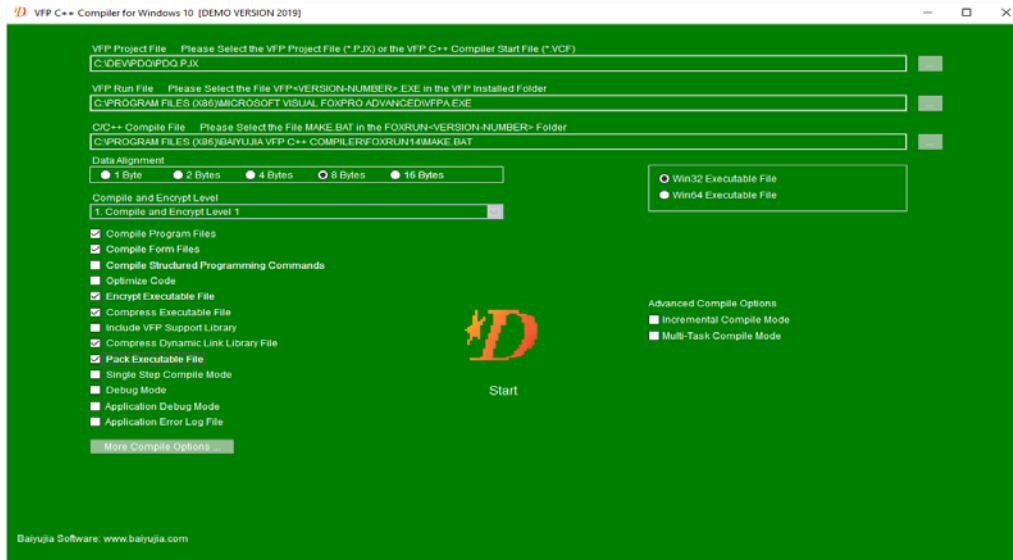 VFP C++ Compiler for Windows 10 [DEMO VERSION 2019]
VFP Project File Please Select the VFP Project File (*.PJX) or the VFP C++ Compiler Start File (*.VCF)
C:\DEV\PDQ\PDQ.PJX
...
VFP Run File Please Select the File VFP<VERSION-NUMBER>.EXE in the VFP Installed Folder
C:\PROGRAM FILES (X86)\MICROSOFT VISUAL FOXPRO ADVANCED\VFPA.EXE
C/C++ Compile File Please Select the File MAKE.BAT in the FOXRUN<VERSION-NUMBER> Folder
C:\PROGRAM FILES (X86)\BAIYUJIA VFP C++ COMPILER\FOXRUN14\MAKE.BAT
...
Data Alignment
1 Byte 2 Bytes 4 Bytes 8 Bytes 16 Bytes
Win32 Executable File
Win64 Executable File
Compile and Encrypt Level
1. Compile and Encrypt Level 1
Compile Program Files
Compile Form Files
Compile Structured Programming Commands
Optimize Code
Encrypt Executable File
Compress Executable File
Include VFP Support Library
Compress Dynamic Link Library File
Pack Executable File
Single Step Compile Mode
Debug Mode
Application Debug Mode
Application Error Log File
More Compile Options ...
D
Start
Advanced Compile Options
Incremental Compile Mode
Multi-Task Compile Mode
Baiyujia Software: www.baiyujia.com